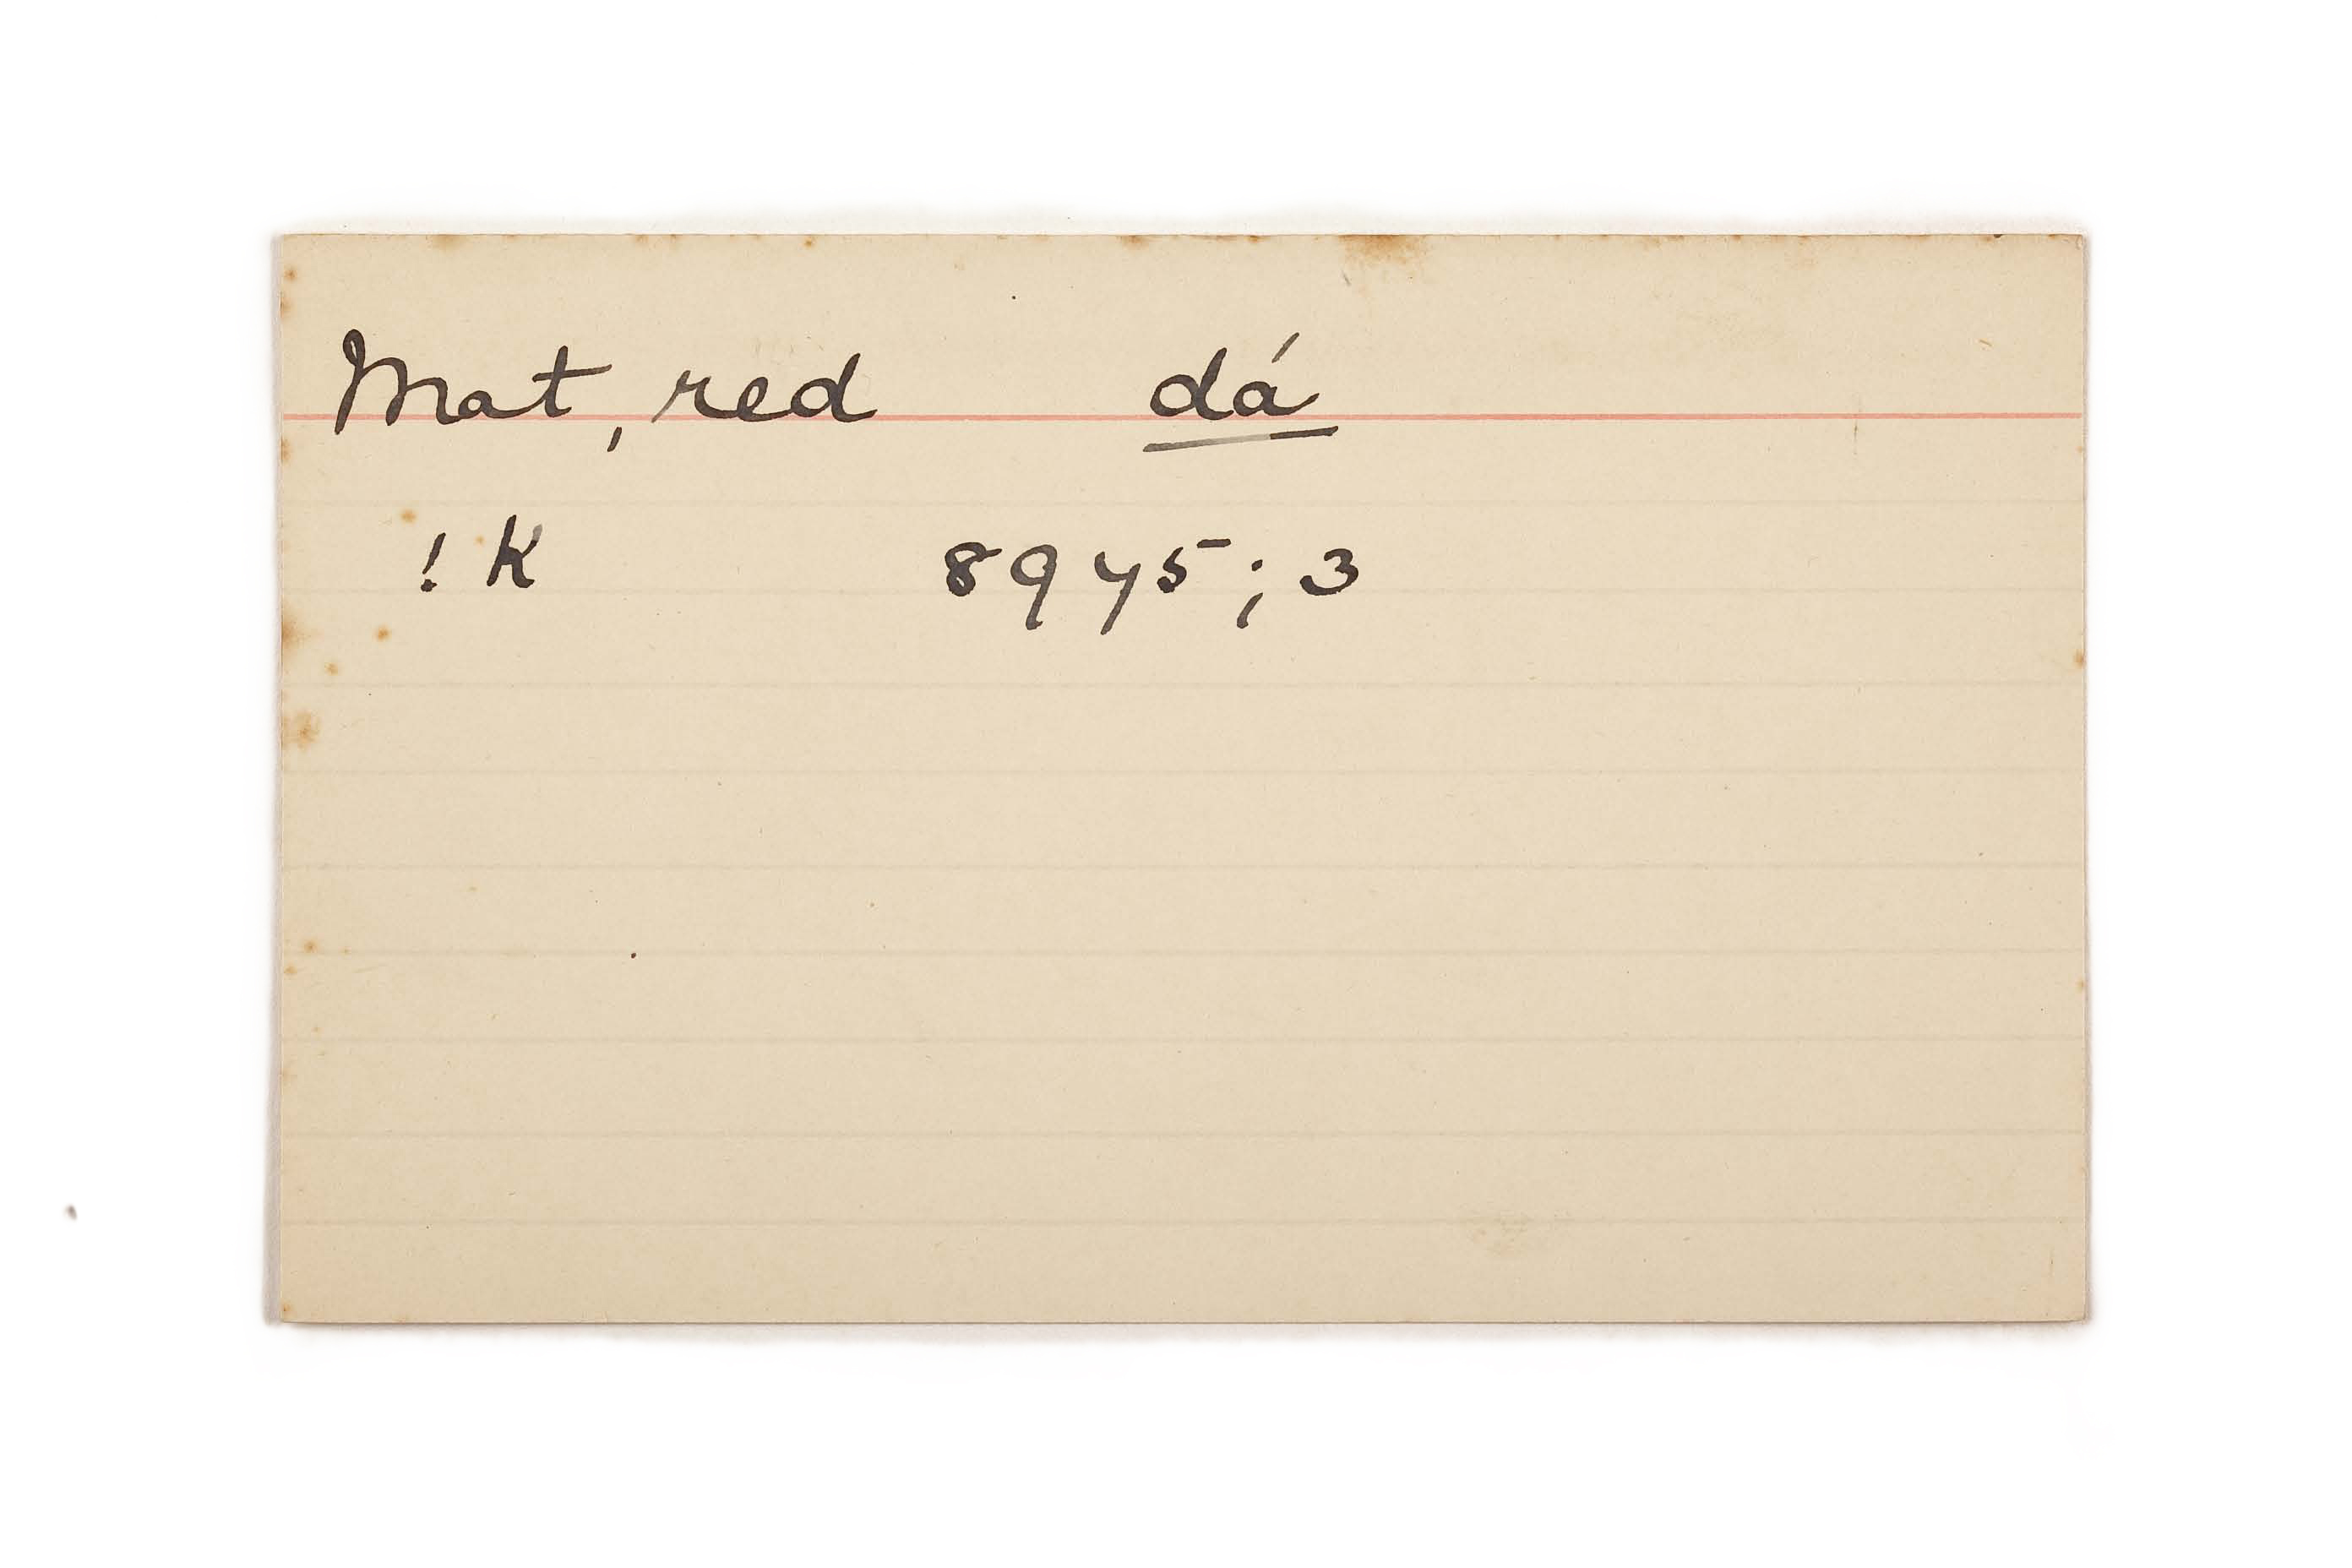 Mat, red dá
! K 8945; 3